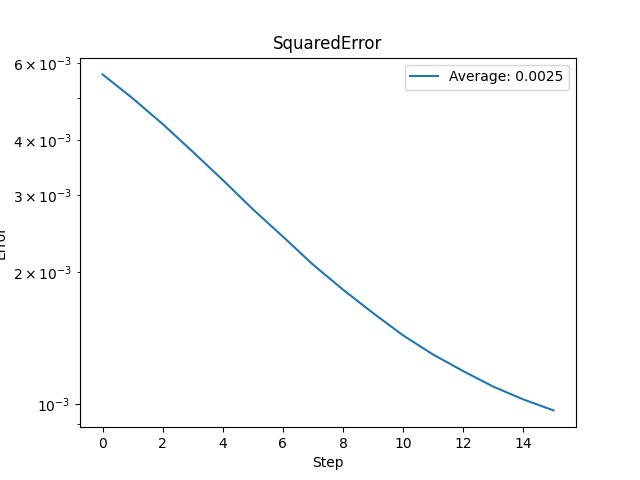 SquaredError
Average: 0.0025
6 × 10⁻³
4 × 10⁻³
3 × 10⁻³
2 × 10⁻³
10⁻³
0 2 4 6 8 10 12 14
Step